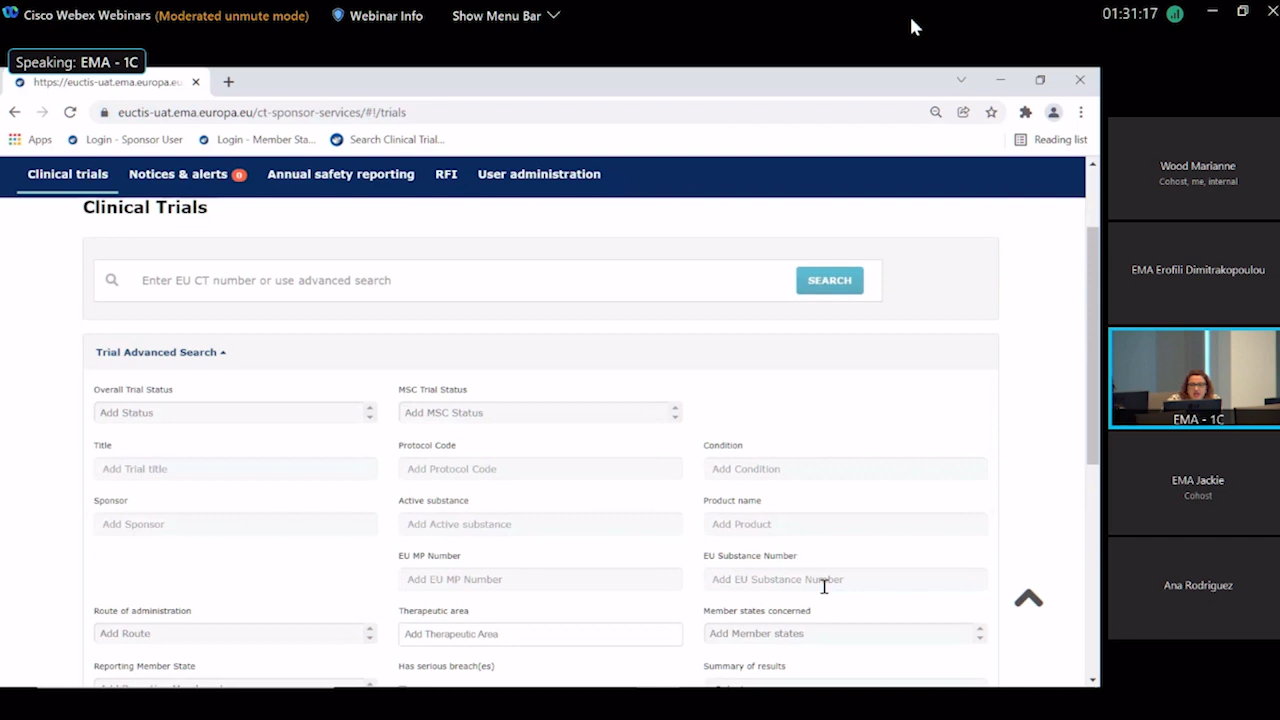 Cisco Webex Webinars (Moderated unmute mode) Webinar Info Show Menu Bar 01:31:17
Speaking: EMA - 1C
https://euctis-uat.ema.europa.eu
euctis-uat.ema.europa.eu/ct-sponsor-services/#!/trials
Apps Login - Sponsor User Login - Member Sta... Search Clinical Trial... Reading list
Clinical trials Notices & alerts 0 Annual safety reporting RFI User administration
Clinical Trials
Enter EU CT number or use advanced search SEARCH
Trial Advanced Search
Overall Trial Status MSC Trial Status
Add Status Add MSC Status
Title Protocol Code Condition
Add Trial title Add Protocol Code Add Condition
Sponsor Active substance Product name
Add Sponsor Add Active substance Add Product
EU MP Number EU Substance Number
Add EU MP Number Add EU Substance Number
Route of administration Therapeutic area Member states concerned
Add Route Add Therapeutic Area Add Member states
Reporting Member State Has serious breach(es) Summary of results
Wood Marianne
Cohost, me, internal
EMA Erofili Dimitrakopoulou
EMA - 1C
EMA Jackie
Cohost
Ana Rodriguez